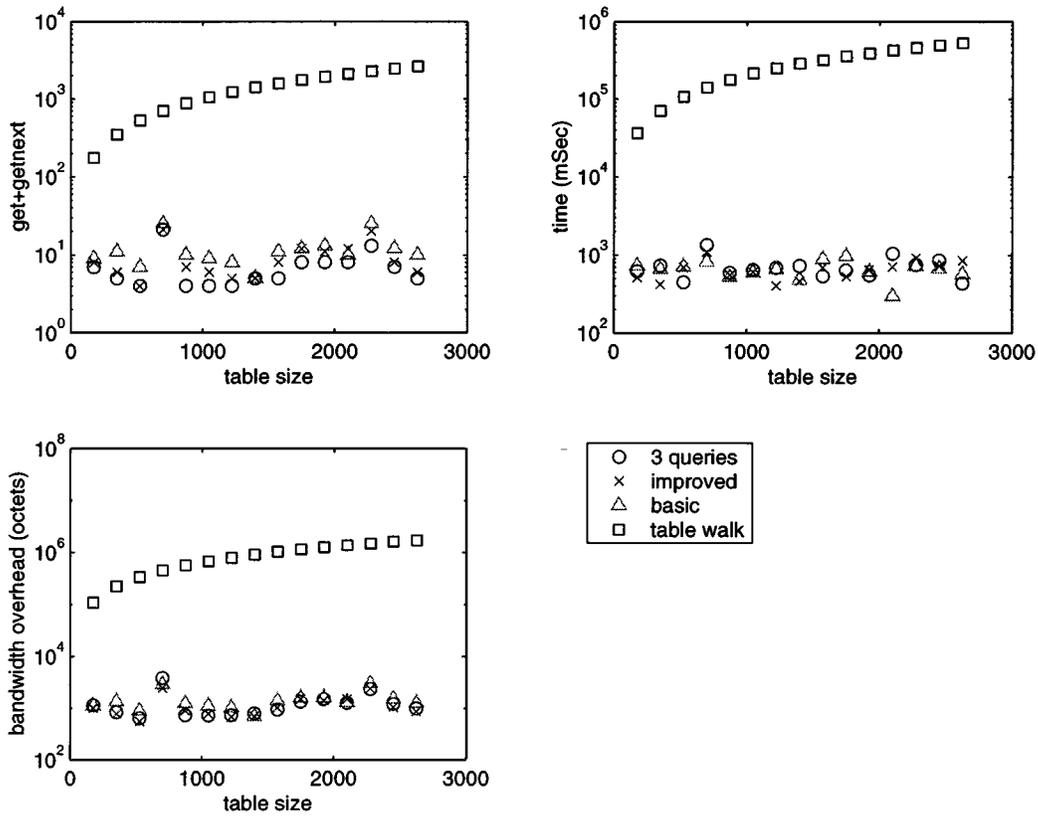 10^4
10^3
10^2
10^1
10^0
get+getnext
0
1000
2000
3000
table size
10^6
10^5
10^4
10^3
10^2
time (mSec)
0
1000
2000
3000
table size
10^8
10^6
10^4
10^2
bandwidth overhead (octets)
0
1000
2000
3000
table size
3 queries
improved
basic
table walk